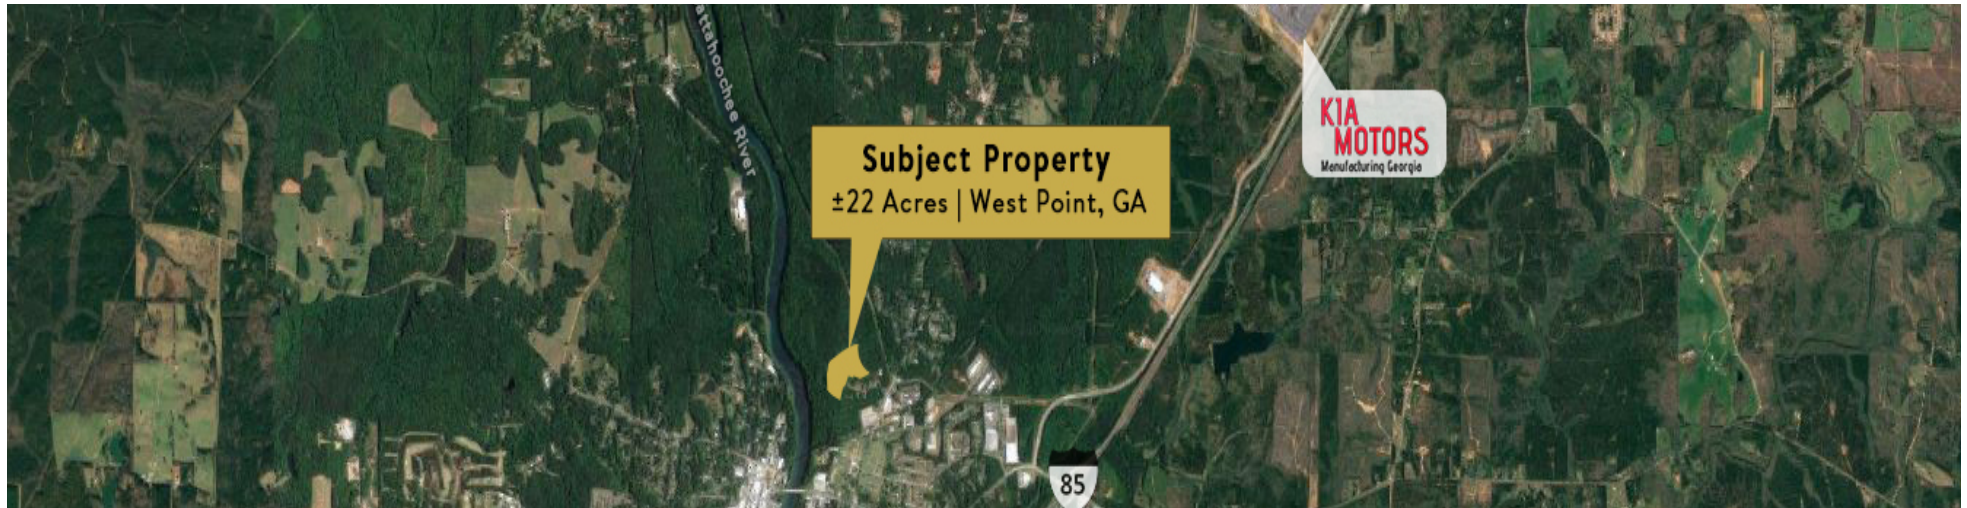 attahoochee River
Subject Property
±22 Acres | West Point, GA
KIA
MOTORS
Manufacturing Georgia
85